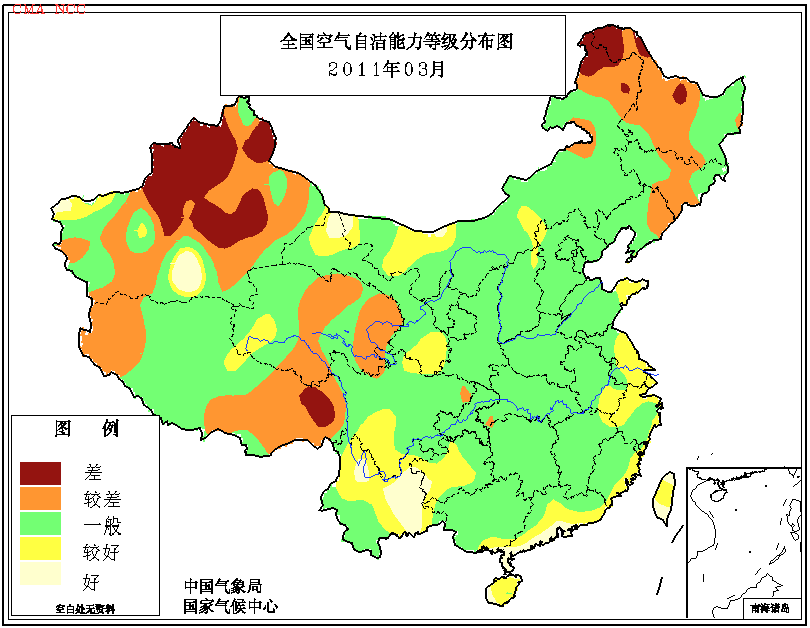 CMA NCC
全国空气自洁能力等级分布图
2011年03月
图 例
差
较差
一般
较好
好
空白处无资料
中国气象局
国家气候中心
南海诸岛